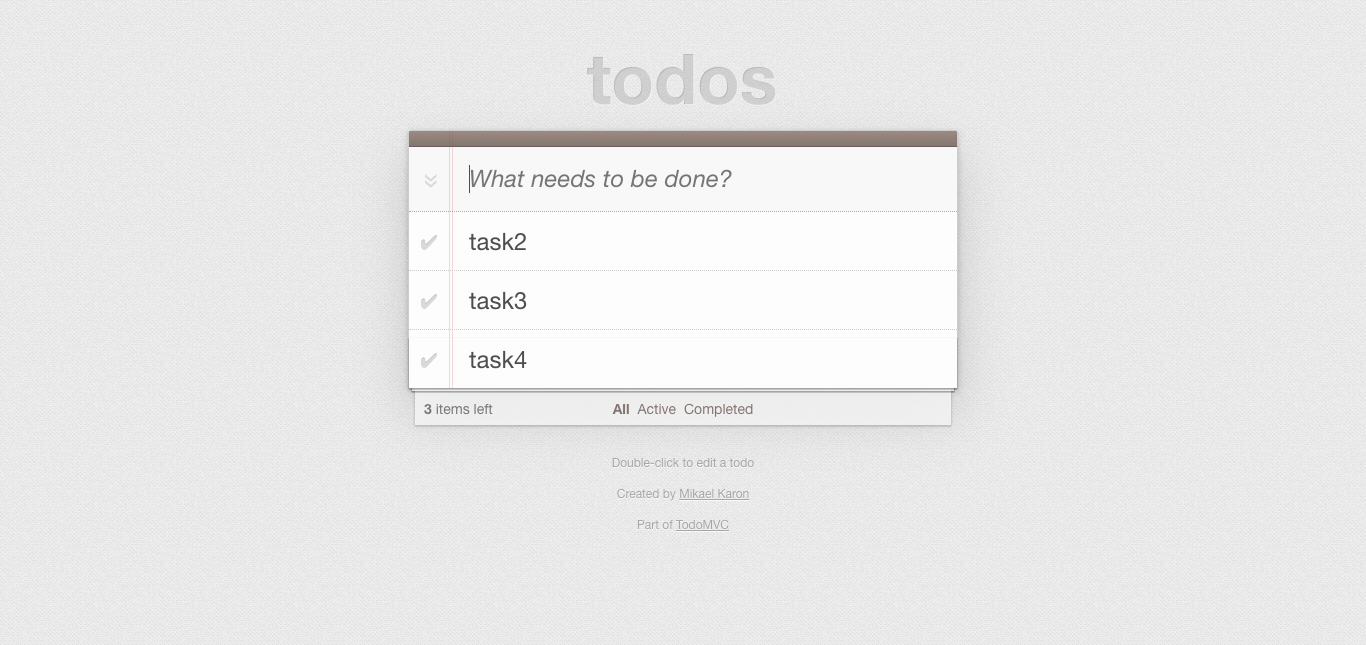 todos
What needs to be done?
task2
task3
task4
3 items left All Active Completed
Double-click to edit a todo
Created by Mikael Karon
Part of TodoMVC